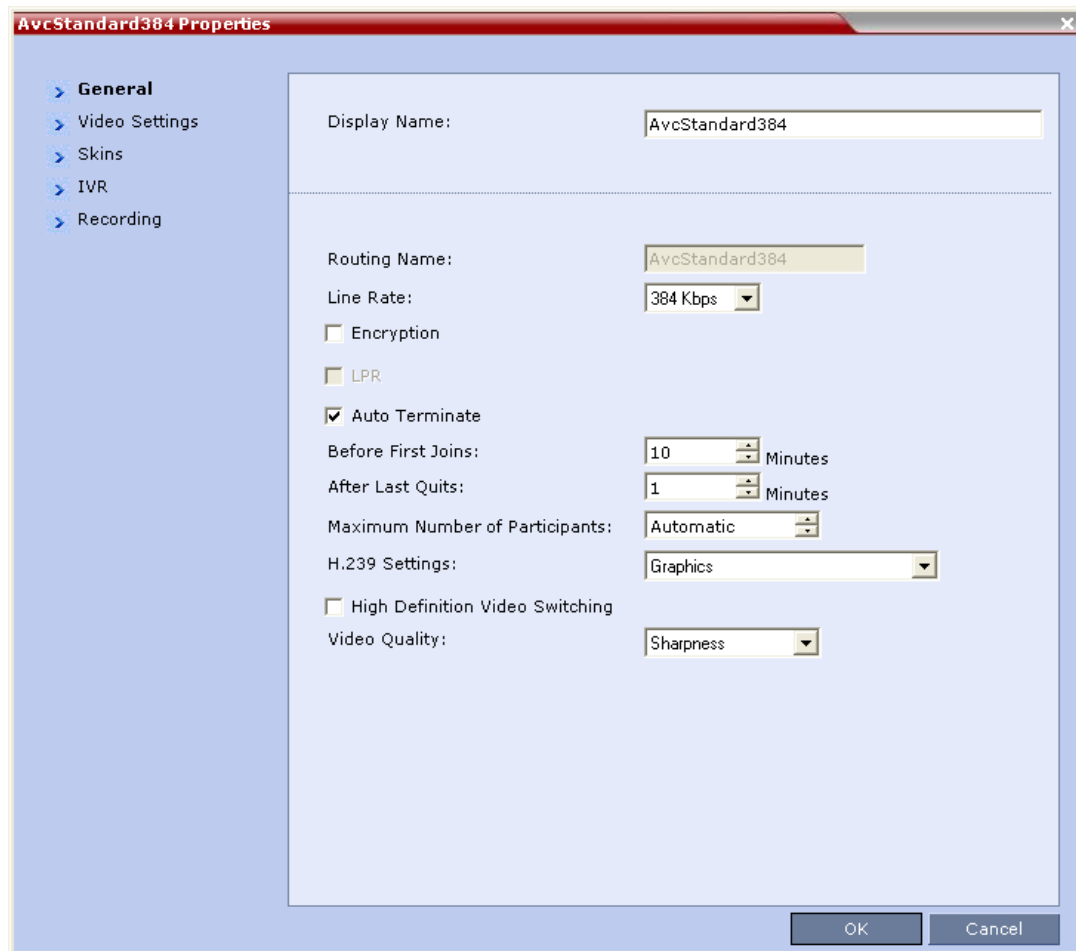 AvcStandard384 Properties
General
Video Settings
Skins
IVR
Recording
Display Name: AvcStandard384
Routing Name: AvcStandard384
Line Rate: 384 Kbps
Encryption
LPR
Auto Terminate
Before First Joins: 10 Minutes
After Last Quits: 1 Minutes
Maximum Number of Participants: Automatic
H.239 Settings: Graphics
High Definition Video Switching
Video Quality: Sharpness
OK Cancel